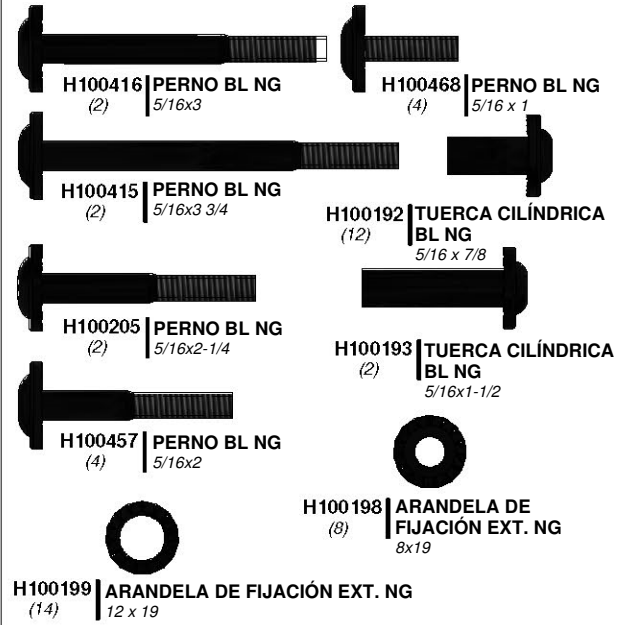 H100416 PERNO BL NG
(2) 5/16x3
H100468 PERNO BL NG
(4) 5/16 x 1
H100415 PERNO BL NG
(2) 5/16x3 3/4
H100192 TUERCA CILÍNDRICA
(12) BL NG
5/16 x 7/8
H100205 PERNO BL NG
(2) 5/16x2-1/4
H100193 TUERCA CILÍNDRICA
(2) BL NG
5/16x1-1/2
H100457 PERNO BL NG
(4) 5/16x2
H100198 ARANDELA DE
(8) FIJACIÓN EXT. NG
8x19
H100199 ARANDELA DE FIJACIÓN EXT. NG
(14) 12 x 19